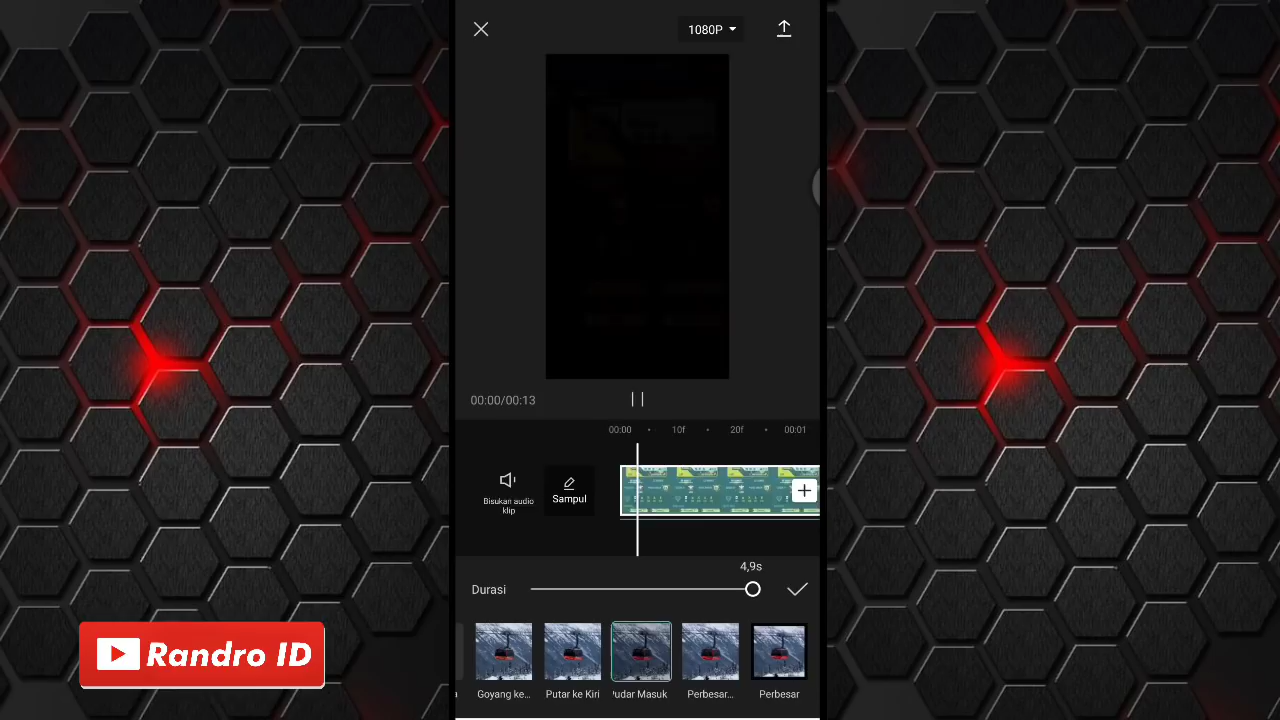 1080P
00:00/00:13
00:00
10f
20f
00:01
Bisukan audio
klip
Sampul
4,9s
Durasi
Goyang ke...
Putar ke Kiri
udar Masuk
Perbesar...
Perbesar
Randro ID